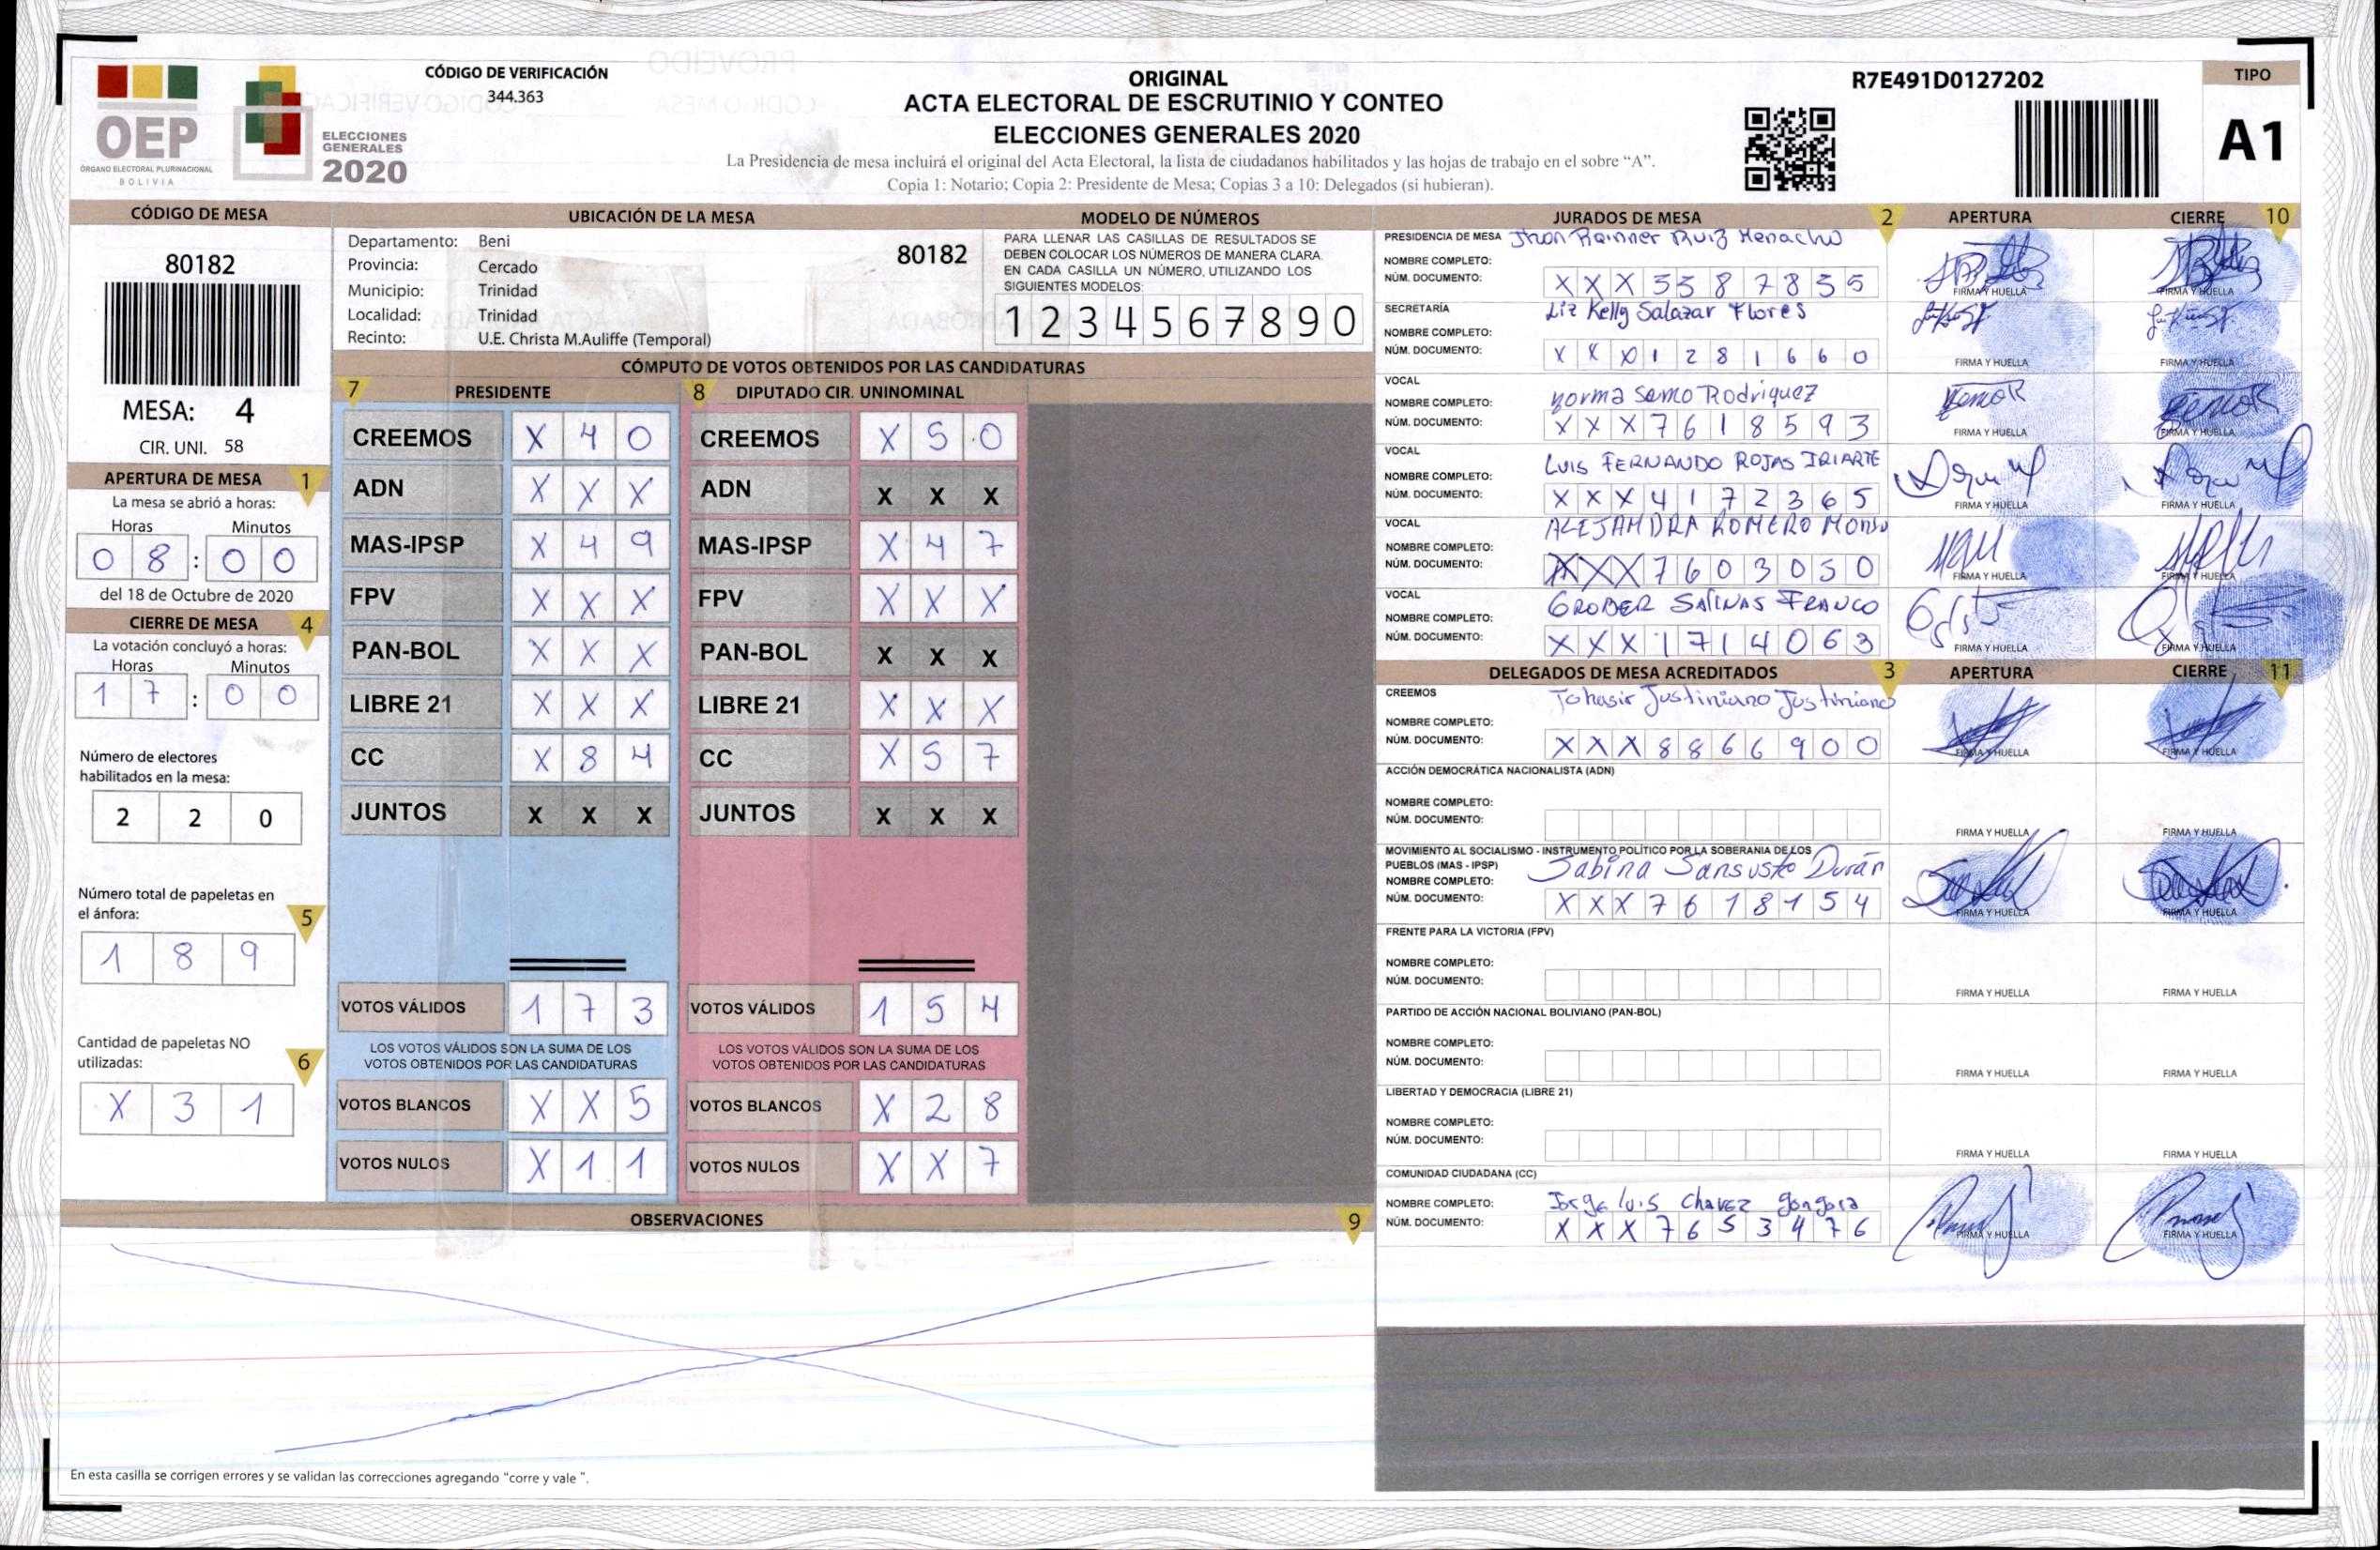 CÓDIGO DE VERIFICACIÓN
344.363
ORIGINAL
ACTA ELECTORAL DE ESCRUTINIO Y CONTEO
ELECCIONES GENERALES 2020
La Presidencia de mesa incluirá el original del Acta Electoral, la lista de ciudadanos habilitados y las hojas de trabajo en el sobre “A”.
Copia 1: Notario; Copia 2: Presidente de Mesa; Copias 3 a 10: Delegados (si hubieran).
R7E491D0127202
TIPO
A1
OEP
ÓRGANO ELECTORAL PLURINACIONAL
BOLIVIA
ELECCIONES
GENERALES
2020
CÓDIGO DE MESA
80182
MESA: 4
CIR. UNI. 58
APERTURA DE MESA 1
La mesa se abrió a horas:
Horas Minutos
0 8 : 0 0
del 18 de Octubre de 2020
CIERRE DE MESA 4
La votación concluyó a horas:
Horas Minutos
1 7 : 0 0
Número de electores
habilitados en la mesa:
2 2 0
Número total de papeletas en
el ánfora: 5
1 8 9
Cantidad de papeletas NO
utilizadas: 6
X 3 1
UBICACIÓN DE LA MESA
Departamento: Beni
Provincia: Cercado
Municipio: Trinidad
Localidad: Trinidad
Recinto: U.E. Christa M.Auliffe (Temporal)
80182
MODELO DE NÚMEROS
PARA LLENAR LAS CASILLAS DE RESULTADOS SE
DEBEN COLOCAR LOS NÚMEROS DE MANERA CLARA.
EN CADA CASILLA UN NÚMERO, UTILIZANDO LOS
SIGUIENTES MODELOS:
1 2 3 4 5 6 7 8 9 0
CÓMPUTO DE VOTOS OBTENIDOS POR LAS CANDIDATURAS
7 PRESIDENTE
CREEMOS X 4 0
ADN X X X
MAS-IPSP X 4 9
FPV X X X
PAN-BOL X X X
LIBRE 21 X X X
CC X 8 4
JUNTOS X X X
VOTOS VÁLIDOS 1 7 3
LOS VOTOS VÁLIDOS SON LA SUMA DE LOS
VOTOS OBTENIDOS POR LAS CANDIDATURAS
VOTOS BLANCOS X X 5
VOTOS NULOS X 1 1
8 DIPUTADO CIR. UNINOMINAL
CREEMOS X 5 0
ADN X X X
MAS-IPSP X 4 7
FPV X X X
PAN-BOL X X X
LIBRE 21 X X X
CC X 5 7
JUNTOS X X X
VOTOS VÁLIDOS 1 5 4
LOS VOTOS VÁLIDOS SON LA SUMA DE LOS
VOTOS OBTENIDOS POR LAS CANDIDATURAS
VOTOS BLANCOS X 2 8
VOTOS NULOS X X 7
OBSERVACIONES 9
En esta casilla se corrigen errores y se validan las correcciones agregando “corre y vale ”.
JURADOS DE MESA 2 APERTURA CIERRE 10
PRESIDENCIA DE MESA Jhon Rainner Ruiz Menacho
NOMBRE COMPLETO:
NÚM. DOCUMENTO: X X X 5 5 8 7 8 3 5
FIRMA Y HUELLA FIRMA Y HUELLA
SECRETARÍA Liz Kelly Salazar Flores
NOMBRE COMPLETO:
NÚM. DOCUMENTO: X X X 1 2 8 1 6 6 0
FIRMA Y HUELLA FIRMA Y HUELLA
VOCAL
NOMBRE COMPLETO: Norma Semo Rodriguez
NÚM. DOCUMENTO: X X X 7 6 1 8 5 9 3
FIRMA Y HUELLA FIRMA Y HUELLA
VOCAL
LUIS FERNANDO ROJAS IRIARTE
NOMBRE COMPLETO:
NÚM. DOCUMENTO: X X X 4 1 7 2 3 6 5
FIRMA Y HUELLA FIRMA Y HUELLA
VOCAL ALEJANDRA ROMERO
NOMBRE COMPLETO:
NÚM. DOCUMENTO: X X X 7 6 0 3 0 5 0
FIRMA Y HUELLA FIRMA Y HUELLA
VOCAL
NOMBRE COMPLETO: GROBER SALINAS FRANCO
NÚM. DOCUMENTO: X X X 1 7 1 4 0 6 3
FIRMA Y HUELLA FIRMA Y HUELLA
DELEGADOS DE MESA ACREDITADOS 3 APERTURA CIERRE 11
CREEMOS Justiniano Justiniano
NOMBRE COMPLETO:
NÚM. DOCUMENTO: X X X 8 8 6 6 9 0 0
FIRMA Y HUELLA FIRMA Y HUELLA
ACCIÓN DEMOCRÁTICA NACIONALISTA (ADN)
NOMBRE COMPLETO:
NÚM. DOCUMENTO:
FIRMA Y HUELLA FIRMA Y HUELLA
MOVIMIENTO AL SOCIALISMO - INSTRUMENTO POLÍTICO POR LA SOBERANIA DE LOS
PUEBLOS (MAS - IPSP) Sabina Sansusto Durán
NOMBRE COMPLETO:
NÚM. DOCUMENTO: X X X 7 6 1 8 1 5 4
FIRMA Y HUELLA FIRMA Y HUELLA
FRENTE PARA LA VICTORIA (FPV)
NOMBRE COMPLETO:
NÚM. DOCUMENTO:
FIRMA Y HUELLA FIRMA Y HUELLA
PARTIDO DE ACCIÓN NACIONAL BOLIVIANO (PAN-BOL)
NOMBRE COMPLETO:
NÚM. DOCUMENTO:
FIRMA Y HUELLA FIRMA Y HUELLA
LIBERTAD Y DEMOCRACIA (LIBRE 21)
NOMBRE COMPLETO:
NÚM. DOCUMENTO:
FIRMA Y HUELLA FIRMA Y HUELLA
COMUNIDAD CIUDADANA (CC)
NOMBRE COMPLETO: Jorge luis Chavez gongora
NÚM. DOCUMENTO: X X X 7 6 5 3 4 7 6
FIRMA Y HUELLA FIRMA Y HUELLA